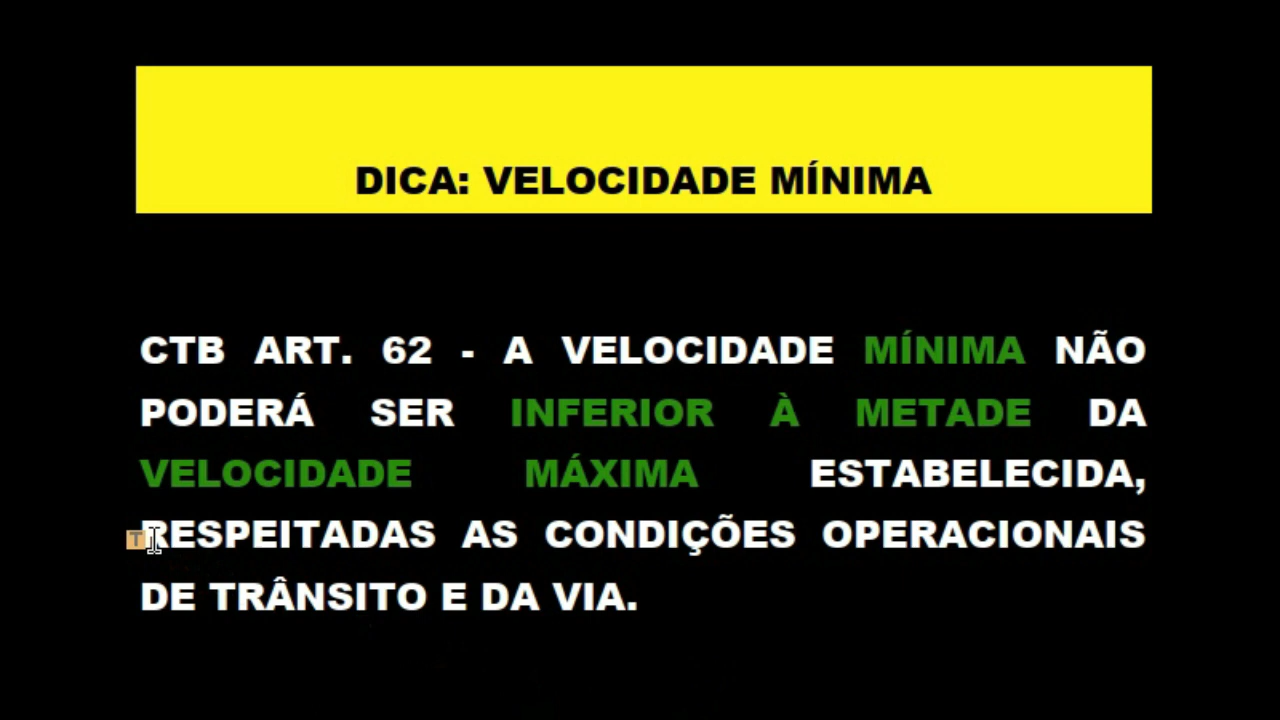 DICA: VELOCIDADE MÍNIMA
CTB ART. 62 - A VELOCIDADE MÍNIMA NÃO
PODERÁ SER INFERIOR À METADE DA
VELOCIDADE MÁXIMA ESTABELECIDA,
RESPEITADAS AS CONDIÇÕES OPERACIONAIS
DE TRÂNSITO E DA VIA.